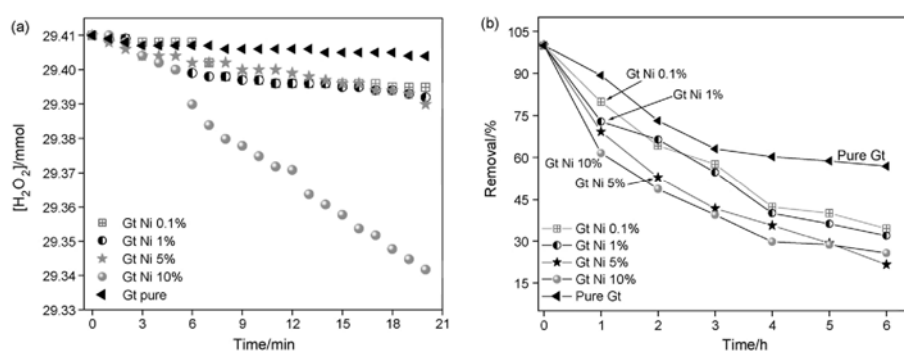 (a)
29.41
29.40
29.39
29.38
29.37
29.36
29.35
29.34
29.33
[H₂O₂]/mmol
Gt Ni 0.1%
Gt Ni 1%
Gt Ni 5%
Gt Ni 10%
Gt pure
0 3 6 9 12 15 18 21
Time/min
(b)
105
90
75
60
45
30
15
Removal/%
Gt Ni 0.1%
Gt Ni 1%
Pure Gt
Gt Ni 10%
Gt Ni 5%
Gt Ni 0.1%
Gt Ni 1%
Gt Ni 5%
Gt Ni 10%
Pure Gt
0 1 2 3 4 5 6
Time/h